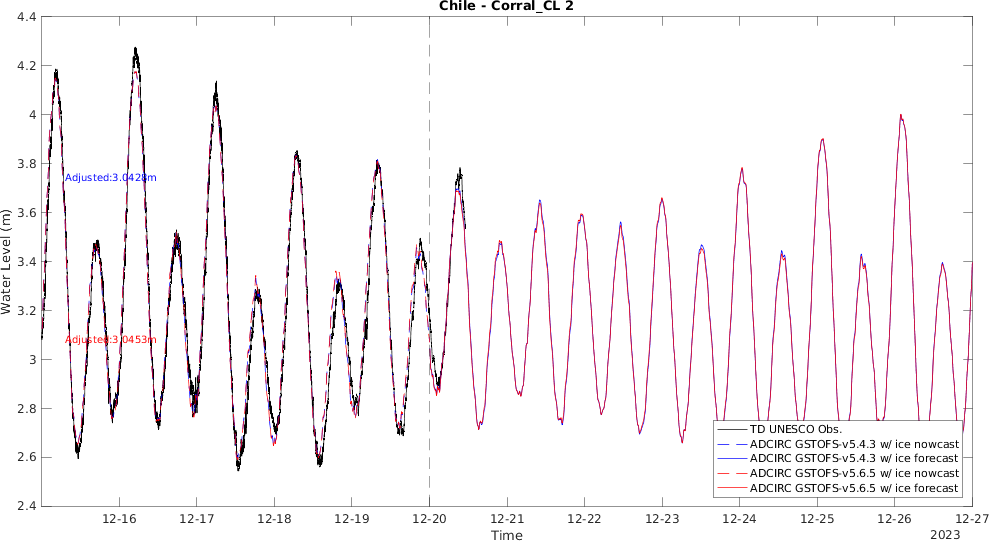 Chile - Corral_CL 2
Water Level (m)
4.4
4.2
4
3.8
3.6
3.4
3.2
3
2.8
2.6
2.4
Adjusted:3.0428m
Adjusted:3.0453m
TD UNESCO Obs.
ADCIRC GSTOFS-v5.4.3 w/ ice nowcast
ADCIRC GSTOFS-v5.4.3 w/ ice forecast
ADCIRC GSTOFS-v5.6.5 w/ ice nowcast
ADCIRC GSTOFS-v5.6.5 w/ ice forecast
12-16 12-17 12-18 12-19 12-20 12-21 12-22 12-23 12-24 12-25 12-26 12-27
Time
2023